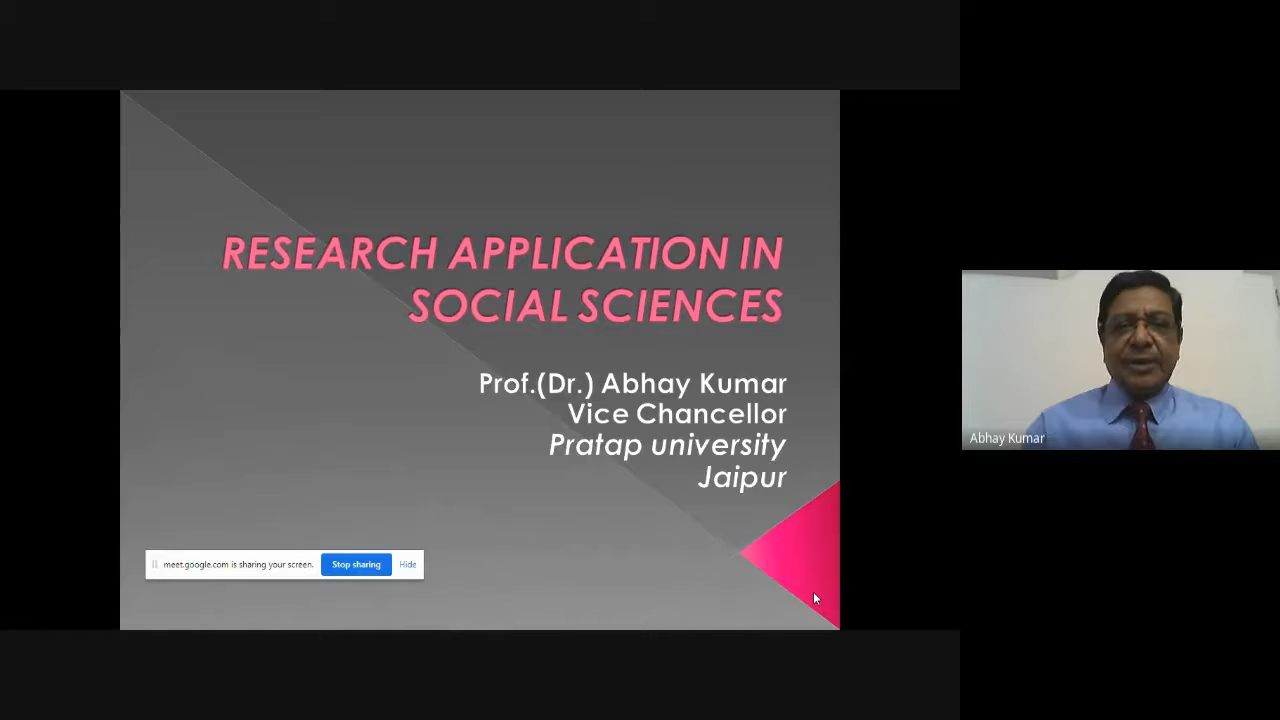 RESEARCH APPLICATION IN
SOCIAL SCIENCES
Prof.(Dr.) Abhay Kumar
Vice Chancellor
Pratap university
Jaipur
Abhay Kumar
meet.google.com is sharing your screen. Stop sharing Hide